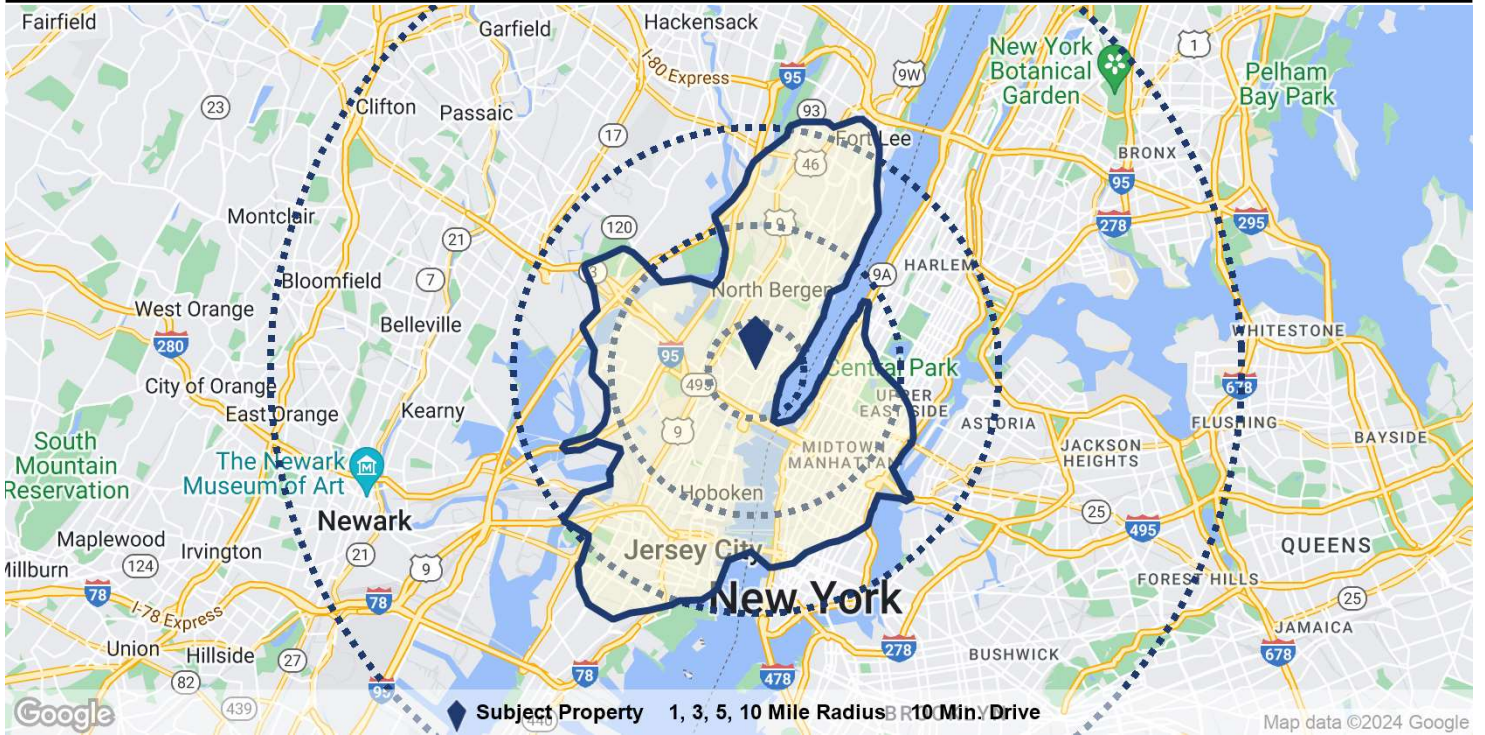 Fairfield
Garfield
Hackensack
I-80 Express
95
9W
New York
Botanical
Garden
1
Pelham
Bay Park
23
Clifton
Passaic
17
93
Fort Lee
46
BRONX
95
Montclair
120
9
278
295
21
3
9A
HARLEM
7
Bloomfield
North Bergen
West Orange
Belleville
280
95
WHITESTONE
City of Orange
495
Central Park
678
East Orange
Kearny
UPPER
EAST SIDE
ASTORIA
FLUSHING
South
Mountain
Reservation
The Newark
Museum of Art
9
MIDTOWN
MANHATTAN
JACKSON
HEIGHTS
BAYSIDE
Hoboken
Newark
25
495
Maplewood
Irvington
21
Jersey City
QUEENS
Millburn
124
9
78
78
New York
FOREST HILLS
25
I-78 Express
JAMAICA
Union
Hillside
27
278
BUSHWICK
678
82
95
78
478
439
440
Google
Subject Property
1, 3, 5, 10 Mile Radius
10 Min. Drive
Map data ©2024 Google